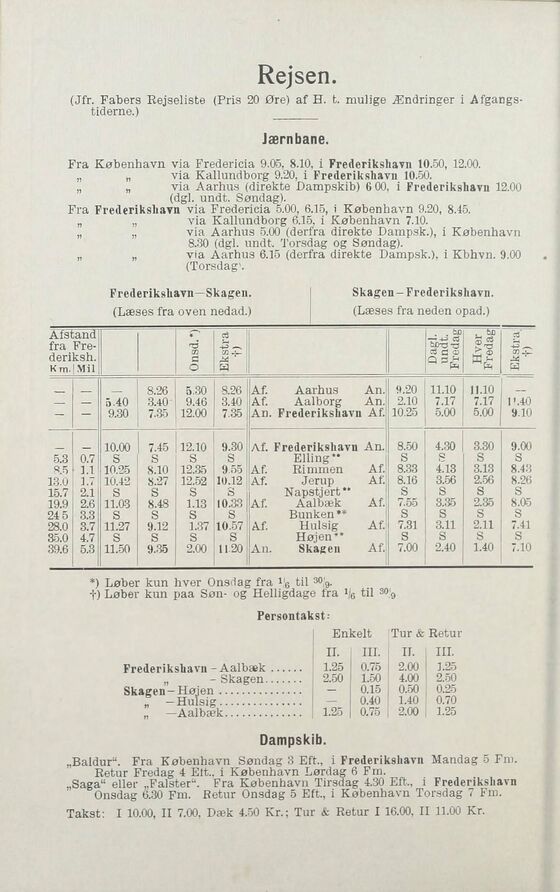 Rejsen.
(Jfr. Fabers Rejseliste (Pris 20 Øre) af H. t. mulige Ændringer i Afgangs-
tiderne.)
Jærnbane.
Fra København via Fredericia 9.05, 8.10, i Frederikshavn 10.50, 12.00.
„ „ via Kallundborg 9.20, i Frederikshavn 10.50.
„ „ via Aarhus (direkte Dampskib) 6 00, i Frederikshavn 12.00
(dgl. undt. Søndag).
Fra Frederikshavn via Fredericia 5.00, 6.15, i København 9.20, 8.45.
„ „ via Kallundborg 6.15, i København 7.10.
„ „ via Aarhus 5.00 (derfra direkte Dampsk.), i København
8.30 (dgl. undt. Torsdag og Søndag).
„ „ via Aarhus 6.15 (derfra direkte Dampsk.), i Kbhvn. 9.00
(Torsdag).
Frederikshavn—Skagen. Skagen—Frederikshavn.
(Læses fra oven nedad.) (Læses fra neden opad.)
Afstand fra Frederiksh. Km. Mil Onsd. *) Ekstra †) Dagl. undt. Fredag Hver Fredag Ekstra †)
— — — 8.26 5.30 8.26 Af. Aarhus An. 9.20 11.10 11.10 —
— — 5.40 3.40 9.46 3.40 Af. Aalborg An. 2.10 7.17 7.17 11.40
— — 9.30 7.35 12.00 7.35 An. Frederikshavn Af. 10.25 5.00 5.00 9.10
— — 10.00 7.45 12.10 9.30 Af. Frederikshavn An. 8.50 4.30 3.30 9.00
5.3 0.7 S S S S Elling** S S S S
8.5 1.1 10.25 8.10 12.35 9.55 Af. Rimmen Af. 8.33 4.13 3.13 8.43
13.0 1.7 10.42 8.27 12.52 10.12 Af. Jerup Af. 8.16 3.56 2.56 8.26
15.7 2.1 S S S S Napstjert** S S S S
19.9 2.6 11.03 8.48 1.13 10.33 Af. Aalbæk Af. 7.55 3.35 2.35 8.05
24 5 3.3 S S S S Bunken** S S S S
28.0 3.7 11.27 9.12 1.37 10.57 Af. Hulsig Af. 7.31 3.11 2.11 7.41
35.0 4.7 S S S S Højen** S S S S
39.6 5.3 11.50 9.35 2.00 11 20 An. Skagen Af. 7.00 2.40 1.40 7.10
*) Løber kun hver Onsdag fra 1/6 til 30/9.
†) Løber kun paa Søn- og Helligdage fra 1/6 til 30/9
Persontakst:
Enkelt Tur & Retur
II. III. II. III.
Frederikshavn - Aalbæk ...... 1.25 0.75 2.00 1.25
„ - Skagen....... 2.50 1.50 4.00 2.50
Skagen—Højen ............... — 0.15 0.50 0.25
„ —Hulsig............... — 0.40 1.40 0.70
„ —Aalbæk.............. 1.25 0.75 2.00 1.25
Dampskib.
„Baldur“. Fra København Søndag 3 Eft., i Frederikshavn Mandag 5 Fm.
Retur Fredag 4 Eft., i København Lørdag 6 Fm.
„Saga“ eller „Falster“. Fra København Tirsdag 4.30 Eft., i Frederikshavn
Onsdag 6.30 Fm. Retur Onsdag 5 Eft., i København Torsdag 7 Fm.
Takst: I 10.00, II 7.00, Dæk 4.50 Kr.; Tur & Retur I 16.00, II 11.00 Kr.